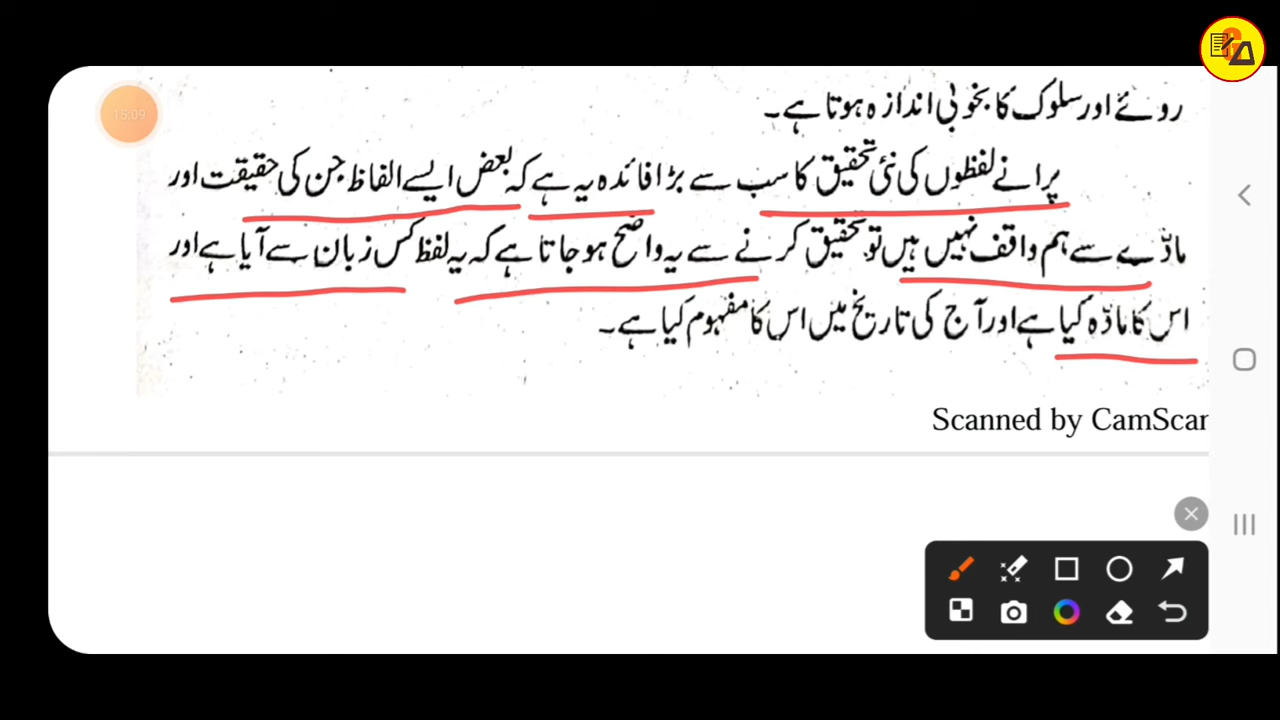 15:09
روئے اور سلوک کا بخوبی اندازہ ہوتا ہے۔
پرانے لفظوں کی نئی تحقیق کا سب سے بڑا فائدہ یہ ہے کہ بعض ایسے الفاظ جن کی حقیقت اور
مادّے سے ہم واقف نہیں ہیں تو تحقیق کرنے سے یہ واضح ہو جاتا ہے کہ یہ لفظ کس زبان سے آیا ہے اور
اس کا مادّہ کیا ہے اور آج کی تاریخ میں اس کا مفہوم کیا ہے۔
Scanned by CamScar